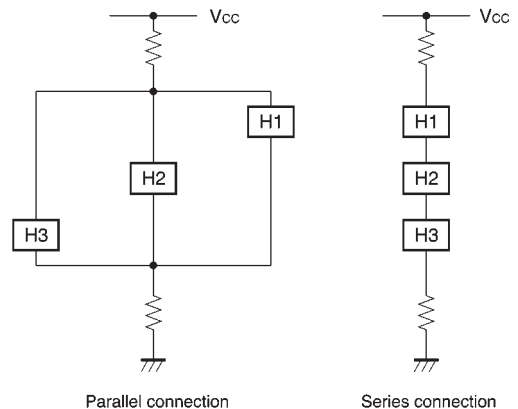 Vcc
H1
H2
H3
Parallel connection
Vcc
H1
H2
H3
Series connection